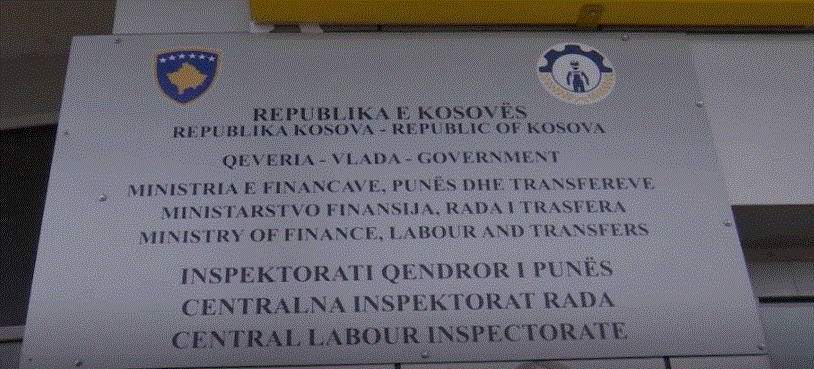 REPUBLIKA E KOSOVËS
REPUBLIKA KOSOVA - REPUBLIC OF KOSOVA
QEVERIA - VLADA - GOVERNMENT
MINISTRIA E FINANCAVE, PUNËS DHE TRANSFEREVE
MINISTARSTVO FINANSIJA, RADA I TRASFERA
MINISTRY OF FINANCE, LABOUR AND TRANSFERS
INSPEKTORATI QENDROR I PUNËS
CENTRALNA INSPEKTORAT RADA
CENTRAL LABOUR INSPECTORATE